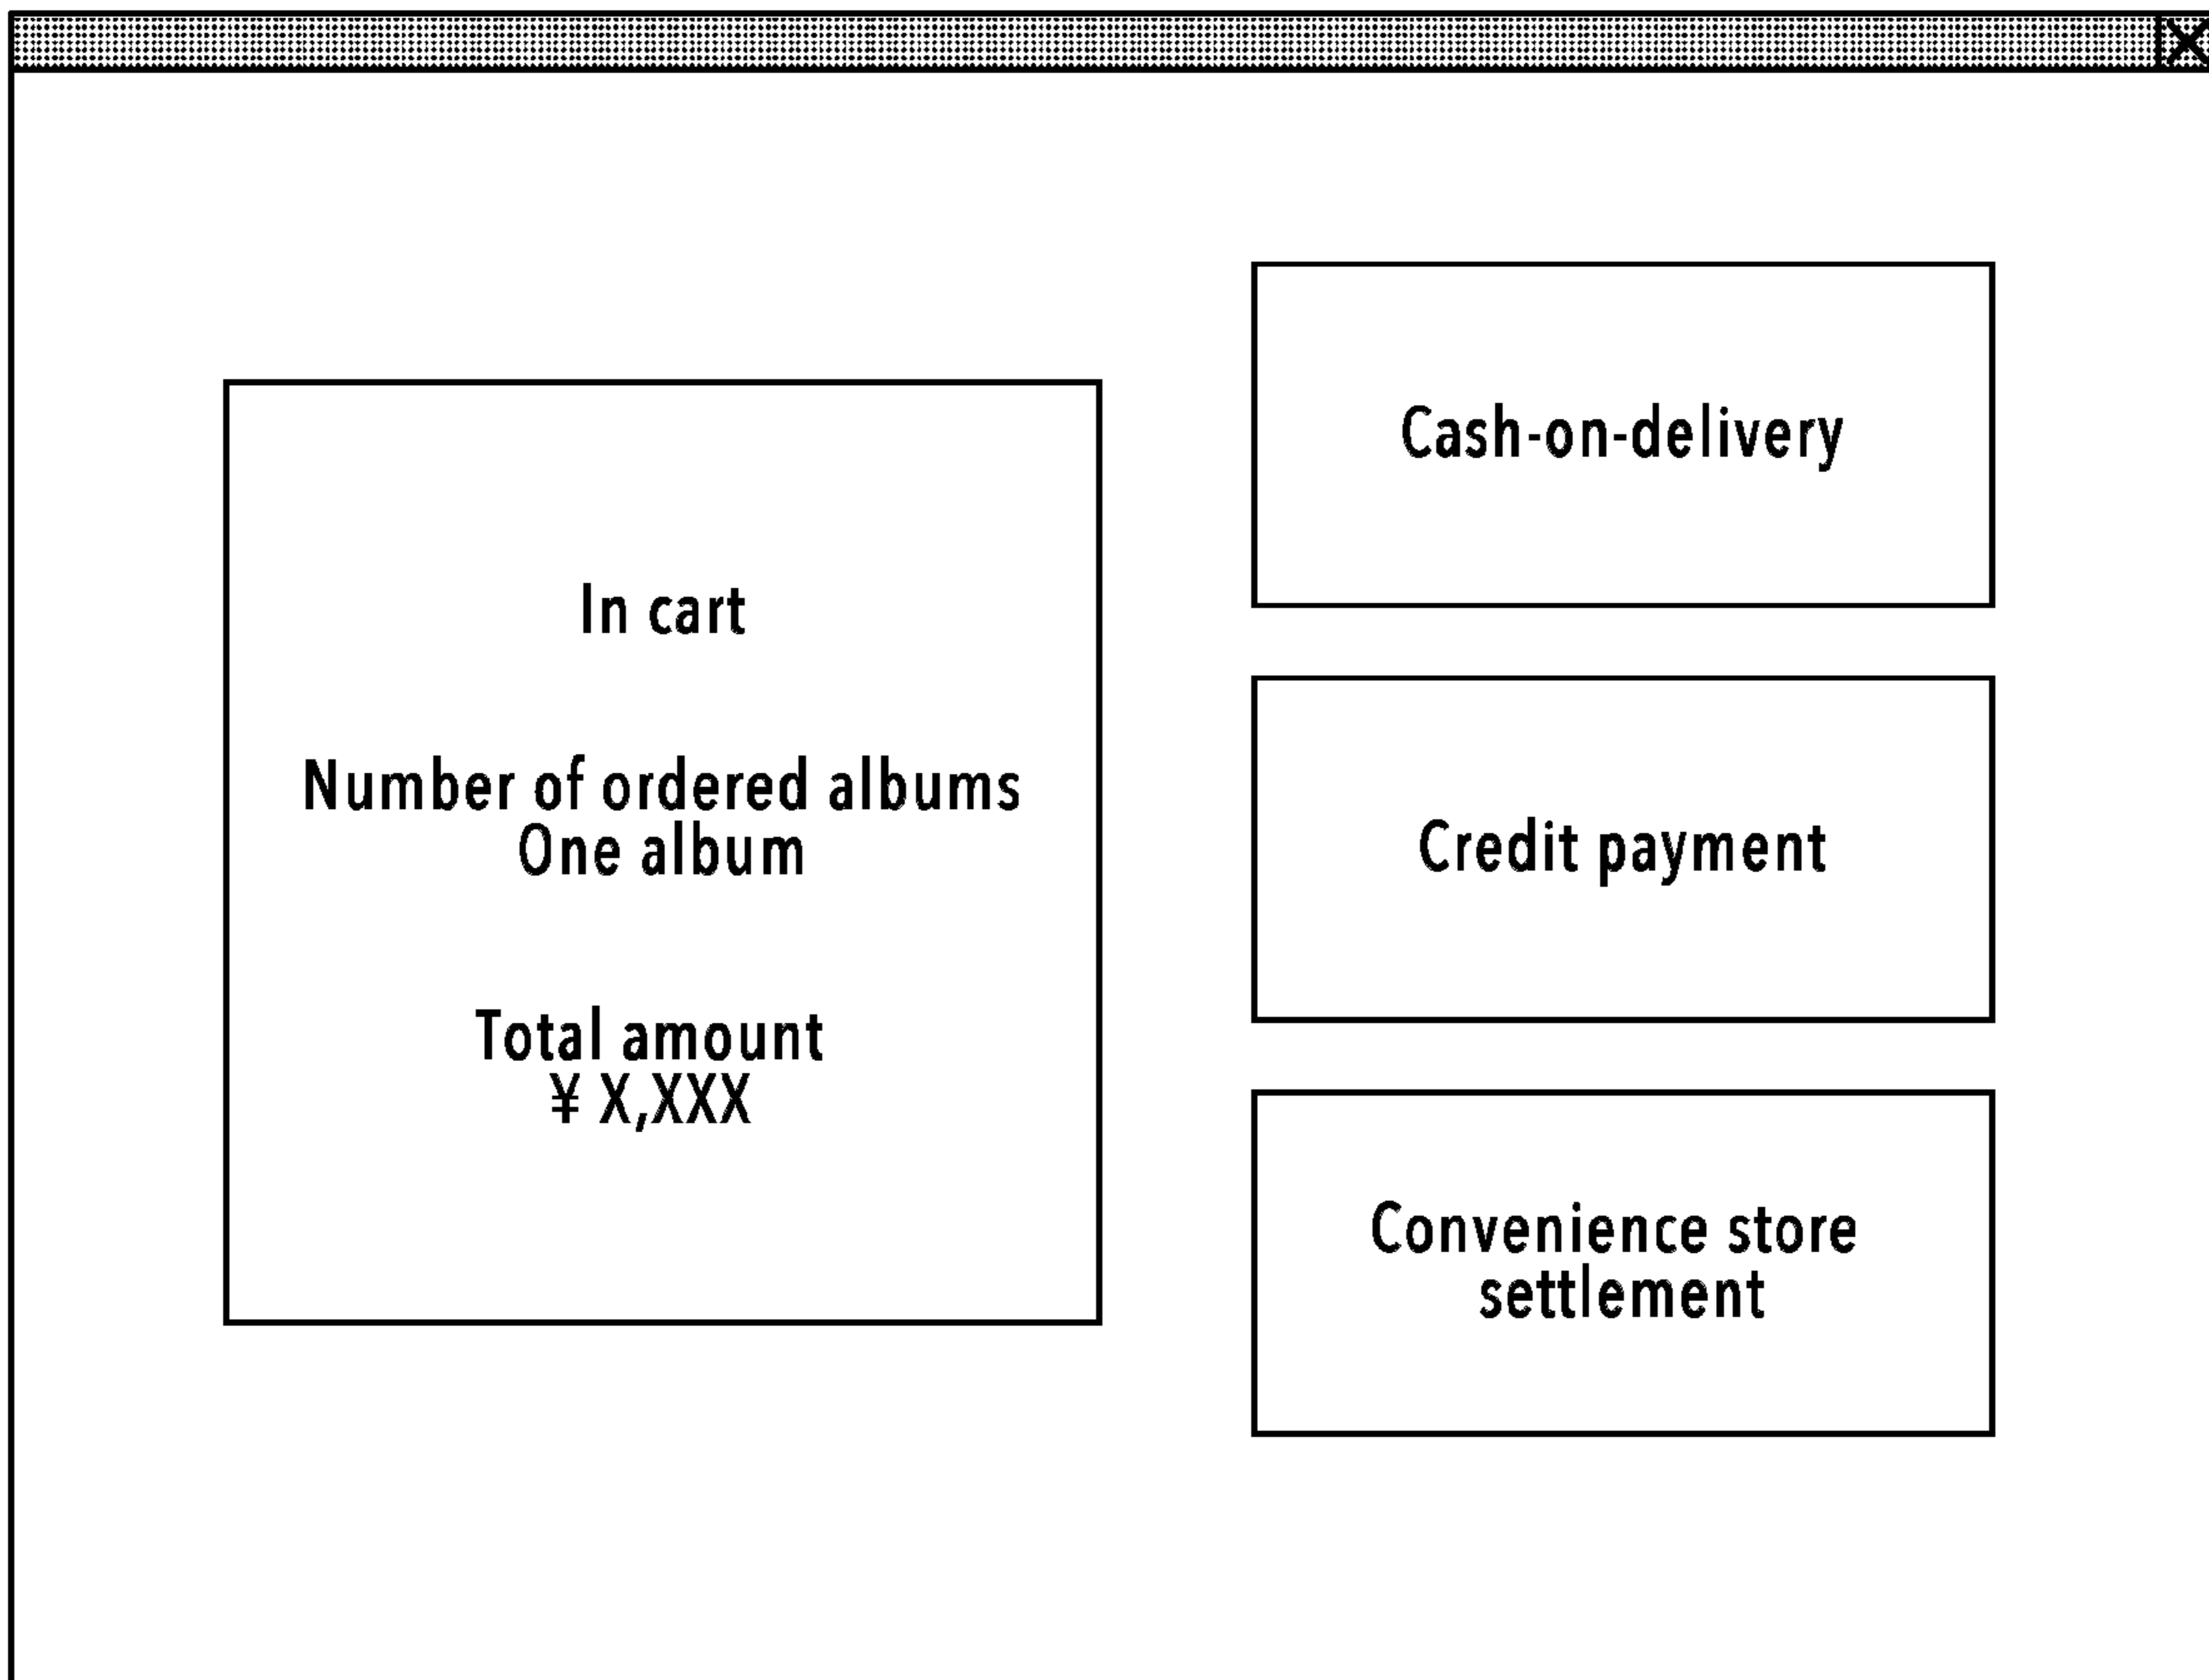 In cart
Number of ordered albums
One album
Total amount
¥ X,XXX
Cash-on-delivery
Credit payment
Convenience store
settlement